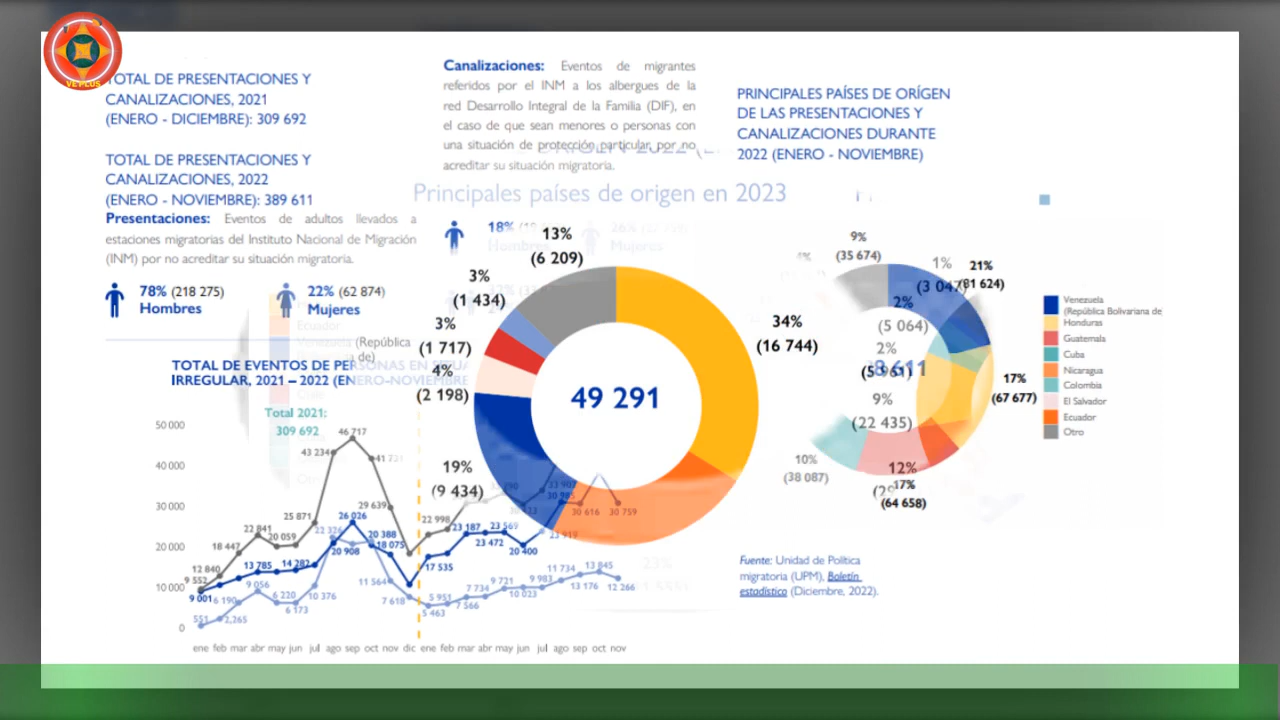 VE PLUS
TOTAL DE PRESENTACIONES Y
CANALIZACIONES, 2021
(ENERO - DICIEMBRE): 309 692
TOTAL DE PRESENTACIONES Y
CANALIZACIONES, 2022
(ENERO - NOVIEMBRE): 389 611
Presentaciones: Eventos de adultos llevados a
estaciones migratorias del Instituto Nacional de Migración
(INM) por no acreditar su situación migratoria.
78% (218 275)
Hombres
22% (62 874)
Mujeres
Canalizaciones: Eventos de migrantes
referidos por el INM a los albergues de la
red Desarrollo Integral de la Familia (DIF), en
el caso de que sean menores o personas con
una situación de protección particular, por no
acreditar su situación migratoria.
PRINCIPALES PAÍSES DE ORÍGEN
DE LAS PRESENTACIONES Y
CANALIZACIONES DURANTE
2022 (ENERO - NOVIEMBRE)
Principales países de origen en 2023
18%
Hombres
26%
Mujeres
13%
(6 209)
3%
(1 434)
3%
(1 717)
4%
(2 198)
19%
(9 434)
34%
(16 744)
49 291
23%
Ecuador
Venezuela (República
de)
TOTAL DE EVENTOS DE PERSONAS EN
IRREGULAR, 2021 – 2022 (ENERO-NOVIEMBRE
Total 2021:
309 692
50 000
40 000
30 000
20 000
10 000
0
9 552
12 840
18 447
22 841
20 059
25 871
43 234
46 717
41 721
29 639
22 998
9 001
13 785
14 282
20 908
26 026
20 388
18 075
17 535
23 187
23 472
23 569
20 400
30 616
30 759
551
2,265
6 190
9 056
6 220
6 173
10 376
22 326
11 564
7 618
5 463
5 951
7 566
7 734
9 721
10 023
9 983
11 734
13 176
13 845
12 266
ene feb mar abr may jun jul ago sep oct nov dic ene feb mar abr may jun jul ago sep oct nov
9%
(35 674)
1%
(3 047)
21%
(81 624)
2%
(5 064)
2%
(5 961)
9%
(22 435)
17%
(67 677)
10%
(38 087)
12%
17%
(64 658)
Venezuela
(República Bolivariana de
Honduras
Guatemala
Cuba
Nicaragua
Colombia
El Salvador
Ecuador
Otro
Fuente: Unidad de Política
migratoria (UPM), Boletín
estadístico (Diciembre, 2022).